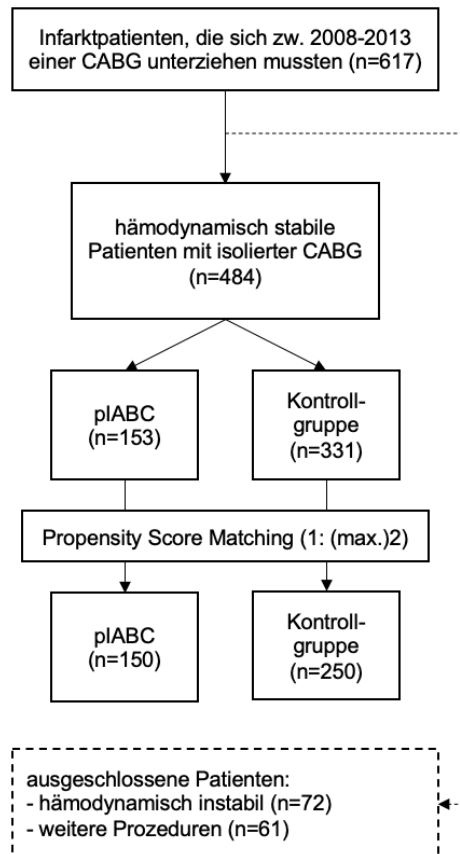 Infarktpatienten, die sich zw. 2008-2013
einer CABG unterziehen mussten (n=617)
hämodynamisch stabile
Patienten mit isolierter CABG
(n=484)
pIABC
(n=153)
Kontroll-
gruppe
(n=331)
Propensity Score Matching (1: (max.)2)
pIABC
(n=150)
Kontroll-
gruppe
(n=250)
ausgeschlossene Patienten:
- hämodynamisch instabil (n=72)
- weitere Prozeduren (n=61)